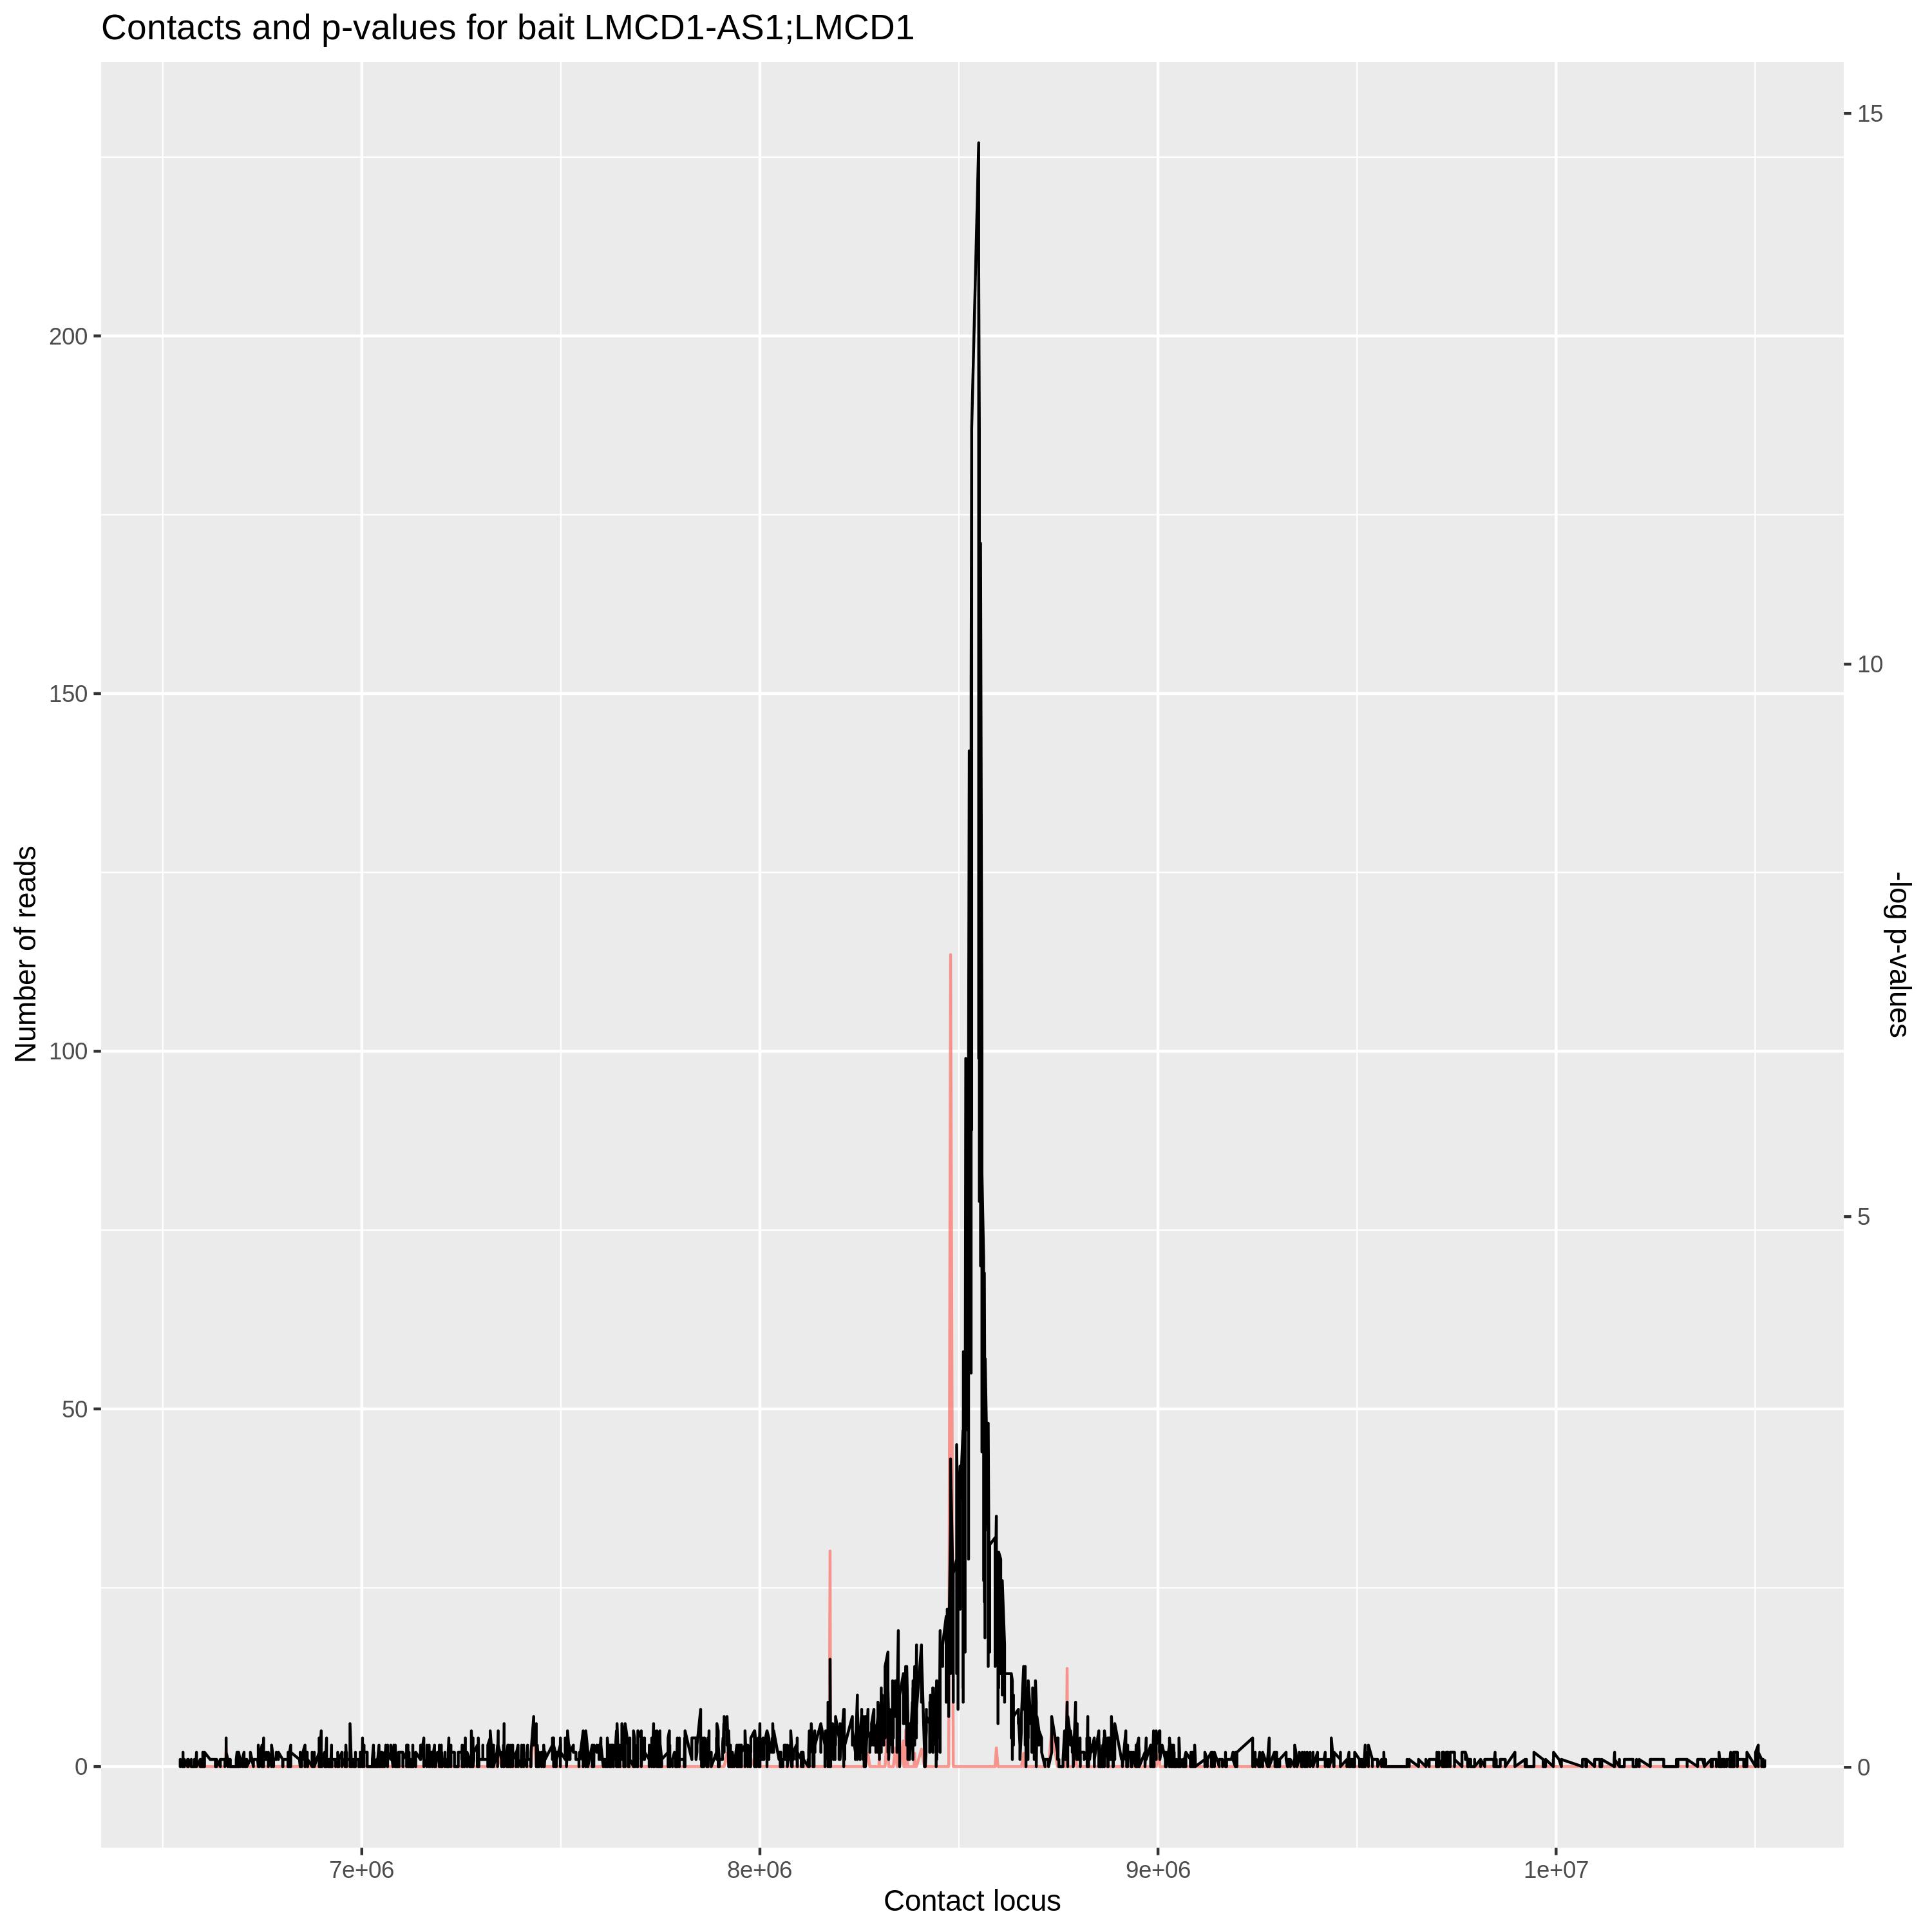 Contacts and p-values for bait LMCD1-AS1;LMCD1
15
200
10
150
Number of reads
100
-log p-values
5
50
0
0
7e+06
8e+06
9e+06
1e+07
Contact locus